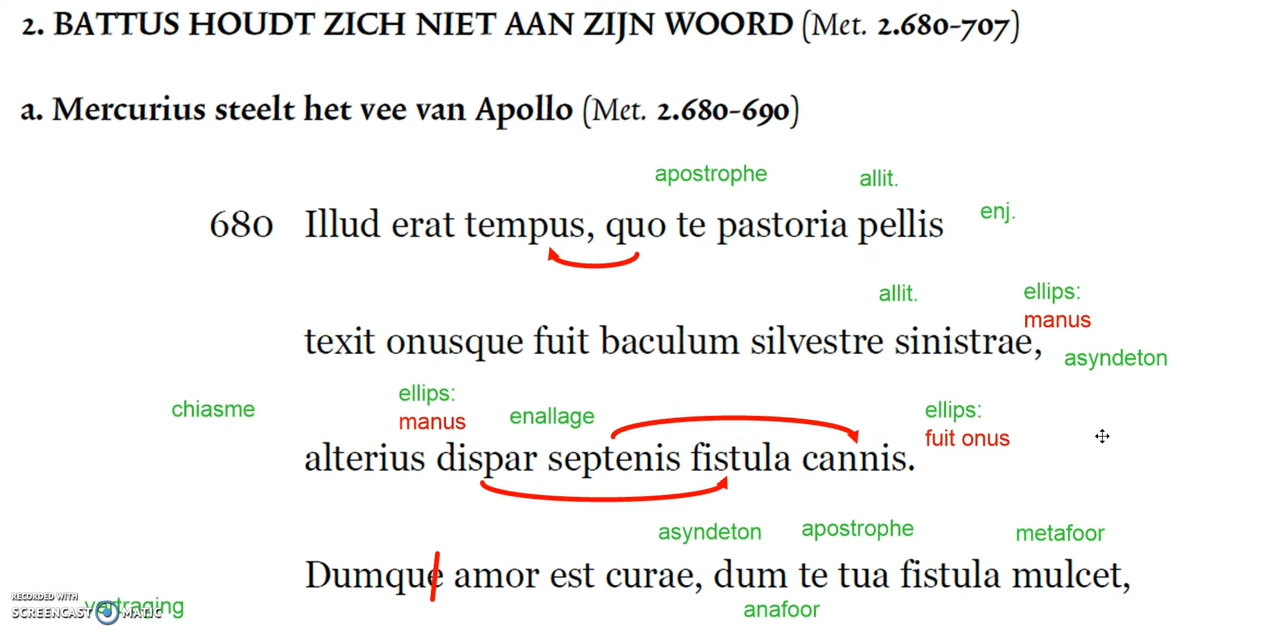 2. BATTUS HOUDT ZICH NIET AAN ZIJN WOORD (Met. 2.680-707)
a. Mercurius steelt het vee van Apollo (Met. 2.680-690)
apostrophe allit.
680 Illud erat tempus, quo te pastoria pellis enj.
allit. ellips:
manus
texit onusque fuit baculum silvestre sinistrae, asyndeton
chiasme ellips: enallage ellips:
manus fuit onus
alterius dispar septenis fistula cannis.
asyndeton apostrophe metafoor
Dumque amor est curae, dum te tua fistula mulcet,
vertraging anafoor
RECORDED WITH
SCREENCAST MATIC